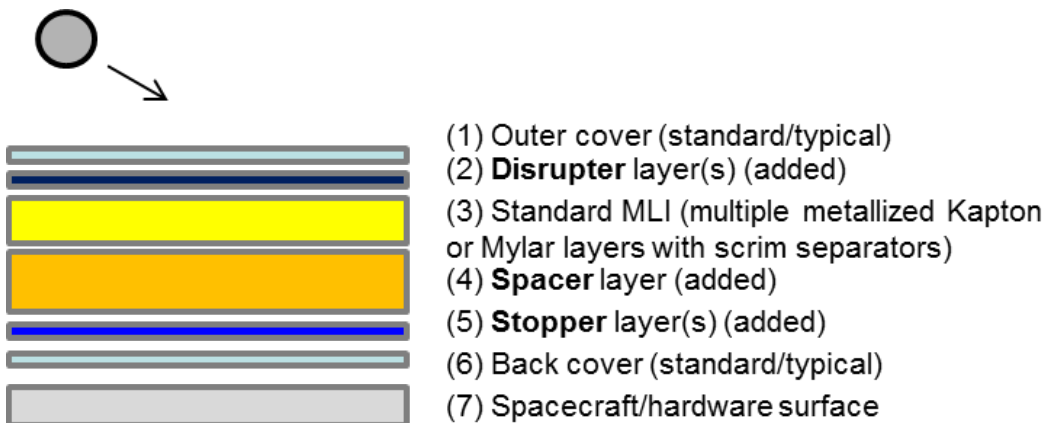 (1) Outer cover (standard/typical)
(2) Disrupter layer(s) (added)
(3) Standard MLI (multiple metallized Kapton
or Mylar layers with scrim separators)
(4) Spacer layer (added)
(5) Stopper layer(s) (added)
(6) Back cover (standard/typical)
(7) Spacecraft/hardware surface